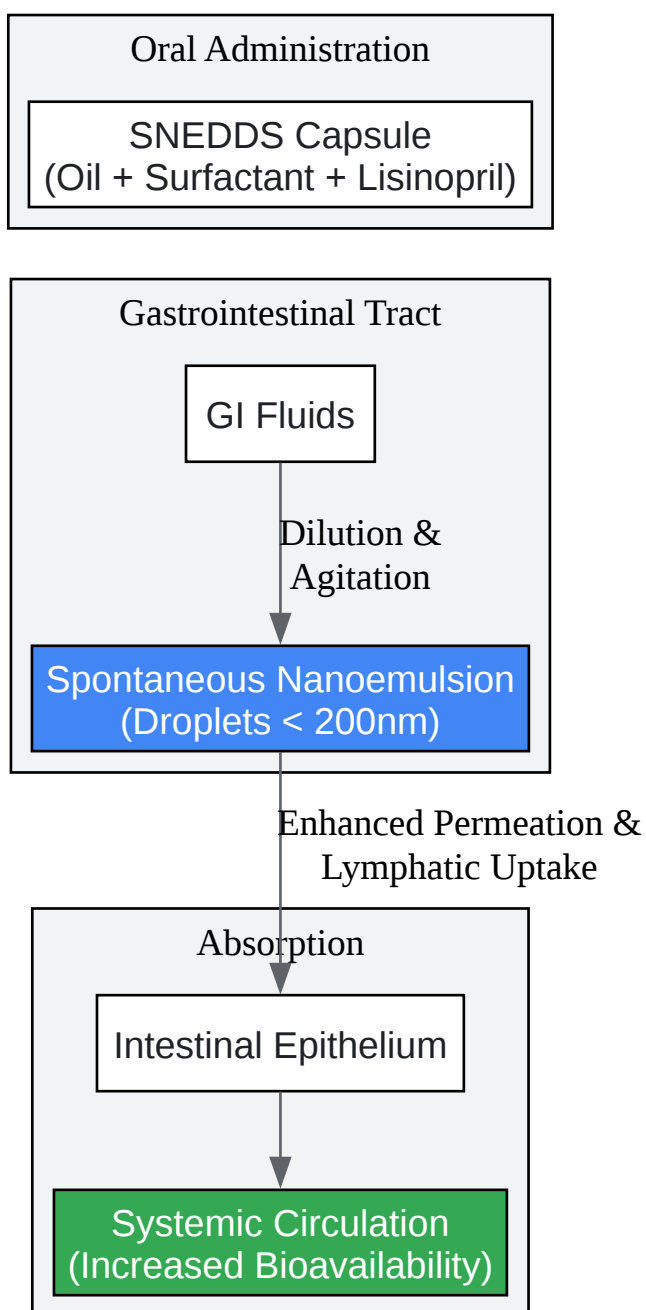 Oral Administration
SNEDDS Capsule
(Oil + Surfactant + Lisinopril)
Gastrointestinal Tract
GI Fluids
Dilution &
Agitation
Spontaneous Nanoemulsion
(Droplets < 200nm)
Enhanced Permeation &
Lymphatic Uptake
Absorption
Intestinal Epithelium
Systemic Circulation
(Increased Bioavailability)